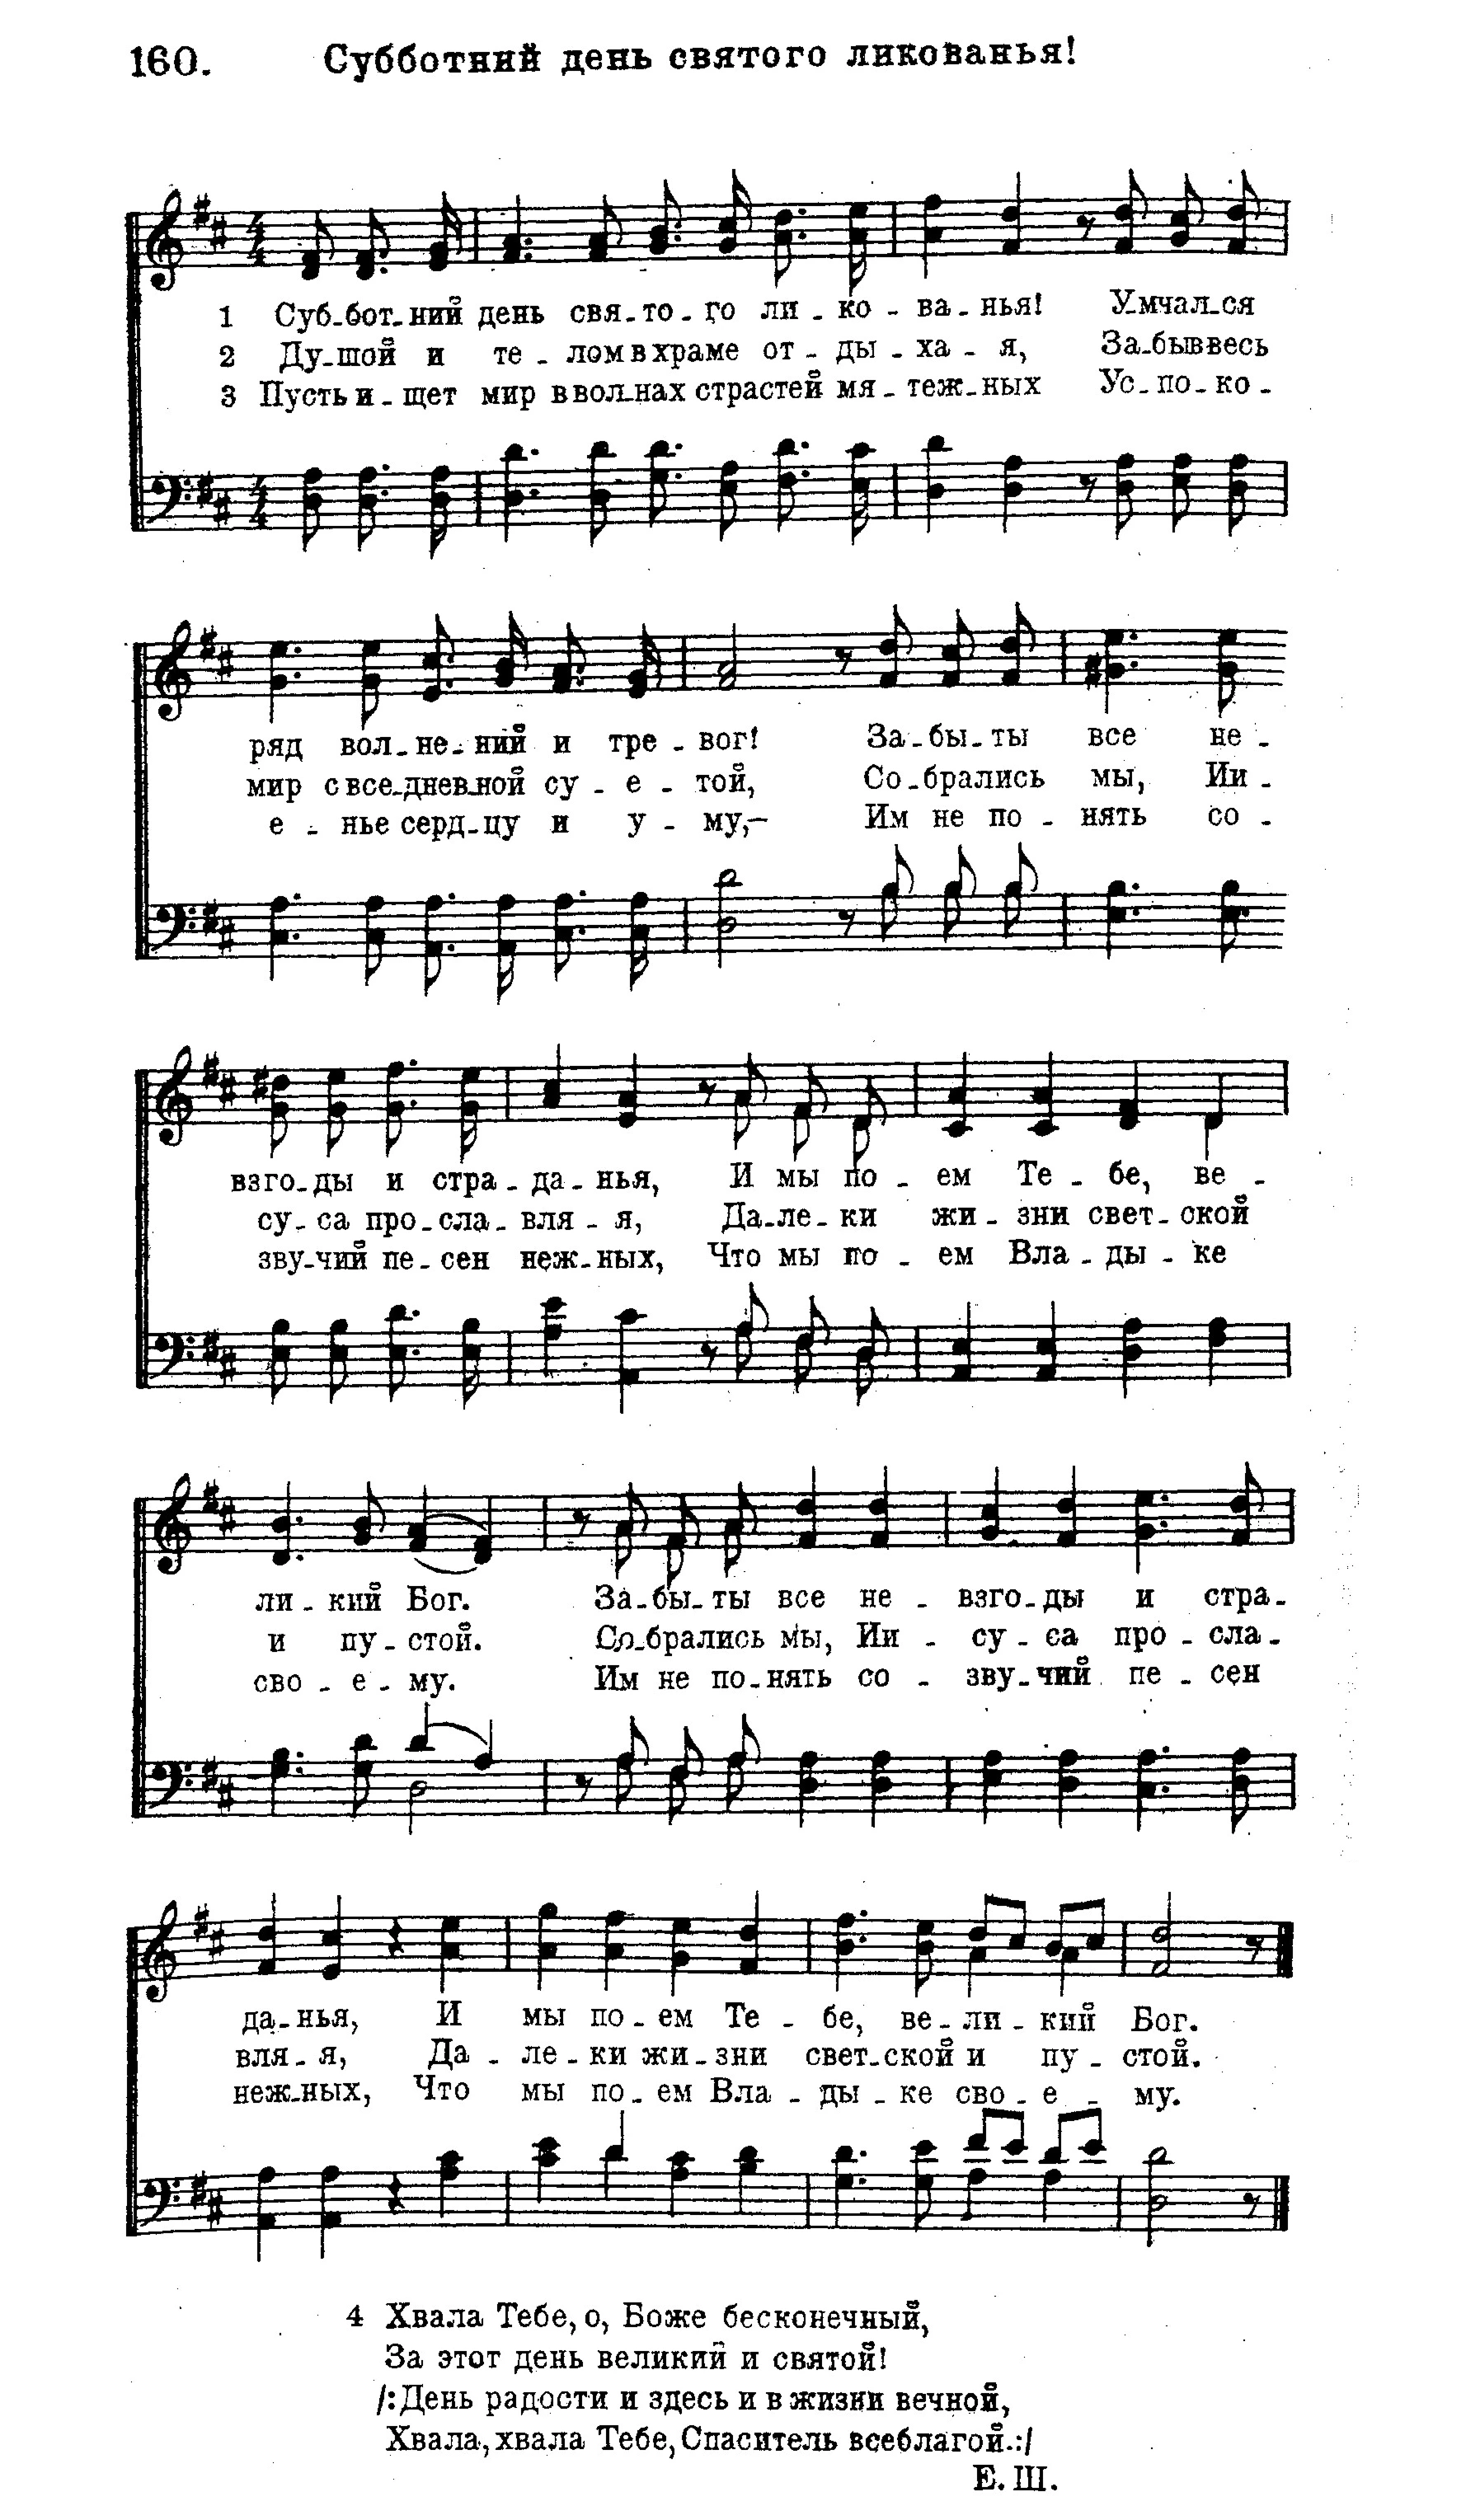 160. Субботний день святого ликованья!
4 4
1 Суб-бот-ний день свя-то-го ли-ко-ва-нья! У-мчал-ся
2 Ду-шой и те-лом в храме от-ды-ха-я, За-быв весь
3 Пусть и-щет мир в вол-нах страстей мя-теж-ных Ус-по-ко-
4 4
ряд вол-не-ний и тре-вог! За-бы-ты все не-
мир с все-днев-ной су-е-той, Со-брались мы, Ии-
е-нье серд-цу и у-му,— Им не по-нять со-
взго-ды и стра-да-нья, И мы по-ем Те-бе, ве-
су-са про-сла-вля-я, Да-ле-ки жи-зни свет-ской
зву-чий пе-сен неж-ных, Что мы по-ем Вла-ды-ке
ли-кий Бог. За-бы-ты все не-взго-ды и стра-
и пу-стой. Со-брались мы, Ии-су-са про-сла-
сво-е-му. Им не по-нять со-зву-чий пе-сен
да-нья, И мы по-ем Те-бе, ве-ли-кий Бог.
вля-я, Да-ле-ки жи-зни свет-ской и пу-стой.
неж-ных, Что мы по-ем Вла-ды-ке сво-е-му.
4 Хвала Тебе, о, Боже бесконечный,
За этот день великий и святой!
/:День радости и здесь и в жизни вечной,
Хвала, хвала Тебе, Спаситель всеблагой.:/
Е. Ш.